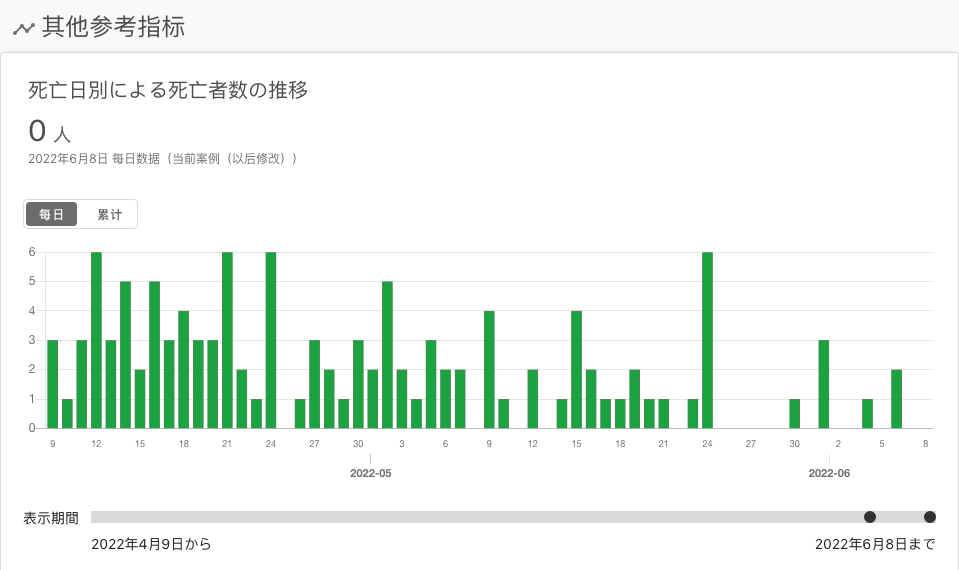 其他参考指标
死亡日別による死亡者数の推移
0 人
2022年6月8日 每日数据（当前案例（以后修改））
每日 累计
6
5
4
3
2
1
0
9 12 15 18 21 24 27 30 3 6 9 12 15 18 21 24 27 30 2 5 8
2022-05 2022-06
表示期間
2022年4月9日から 2022年6月8日まで